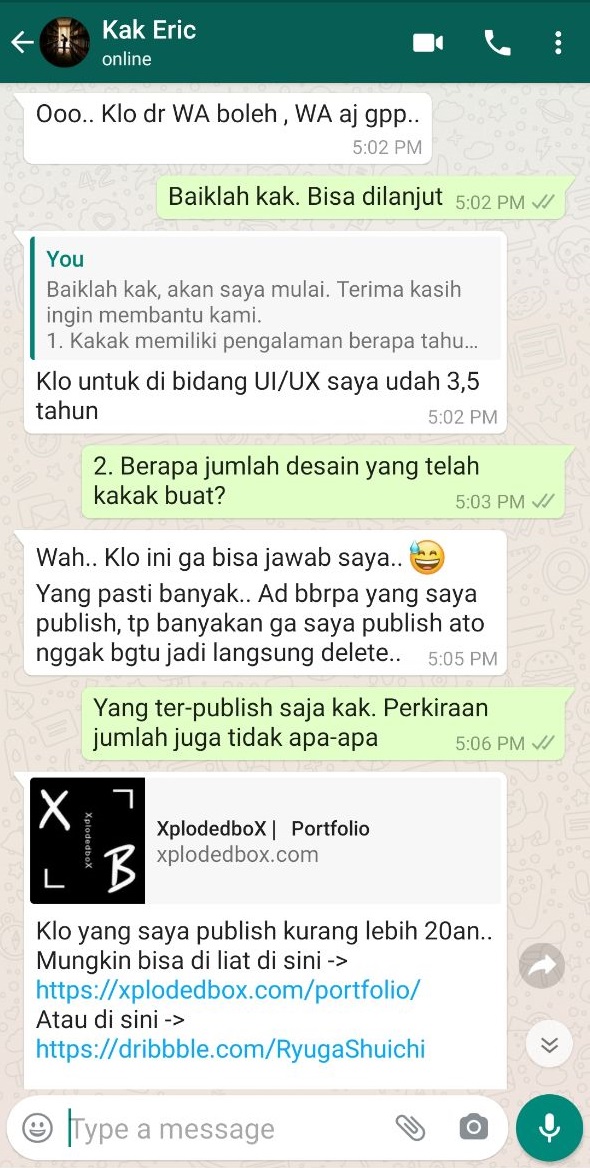 Kak Eric
online
Ooo.. Klo dr WA boleh , WA aj gpp..
5:02 PM
Baiklah kak. Bisa dilanjut 5:02 PM
You
Baiklah kak, akan saya mulai. Terima kasih
ingin membantu kami.
1. Kakak memiliki pengalaman berapa tahu...
Klo untuk di bidang UI/UX saya udah 3,5
tahun
5:02 PM
2. Berapa jumlah desain yang telah
kakak buat?
5:03 PM
Wah.. Klo ini ga bisa jawab saya.. 😅
Yang pasti banyak.. Ad bbrpa yang saya
publish, tp banyakan ga saya publish ato
nggak bgtu jadi langsung delete..
5:05 PM
Yang ter-publish saja kak. Perkiraan
jumlah juga tidak apa-apa
5:06 PM
X
XplodedboX
B
XplodedboX | Portfolio
xplodedbox.com
Klo yang saya publish kurang lebih 20an..
Mungkin bisa di liat di sini ->
https://xplodedbox.com/portfolio/
Atau di sini ->
https://dribbble.com/RyugaShuichi
Type a message